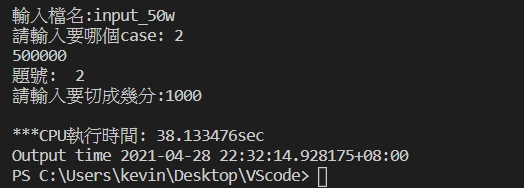 輸入檔名:input_50w
請輸入要哪個case: 2
500000
題號:  2
請輸入要切成幾分:1000
***CPU執行時間: 38.133476sec
Output time 2021-04-28 22:32:14.928175+08:00
PS C:\Users\kevin\Desktop\VScode>